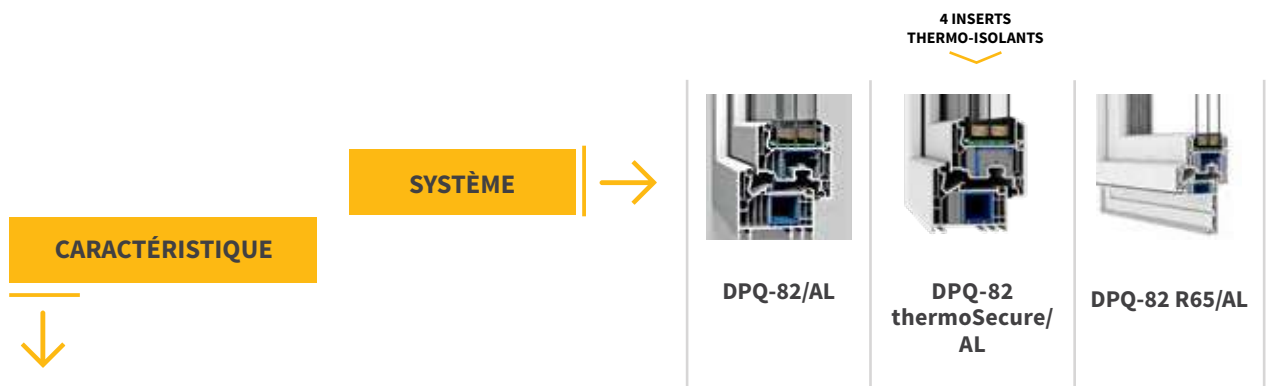 4 INSERTS
THERMO-ISOLANTS
SYSTÈME
CARACTÉRISTIQUE
DPQ-82/AL
DPQ-82
thermoSecure/
AL
DPQ-82 R65/AL